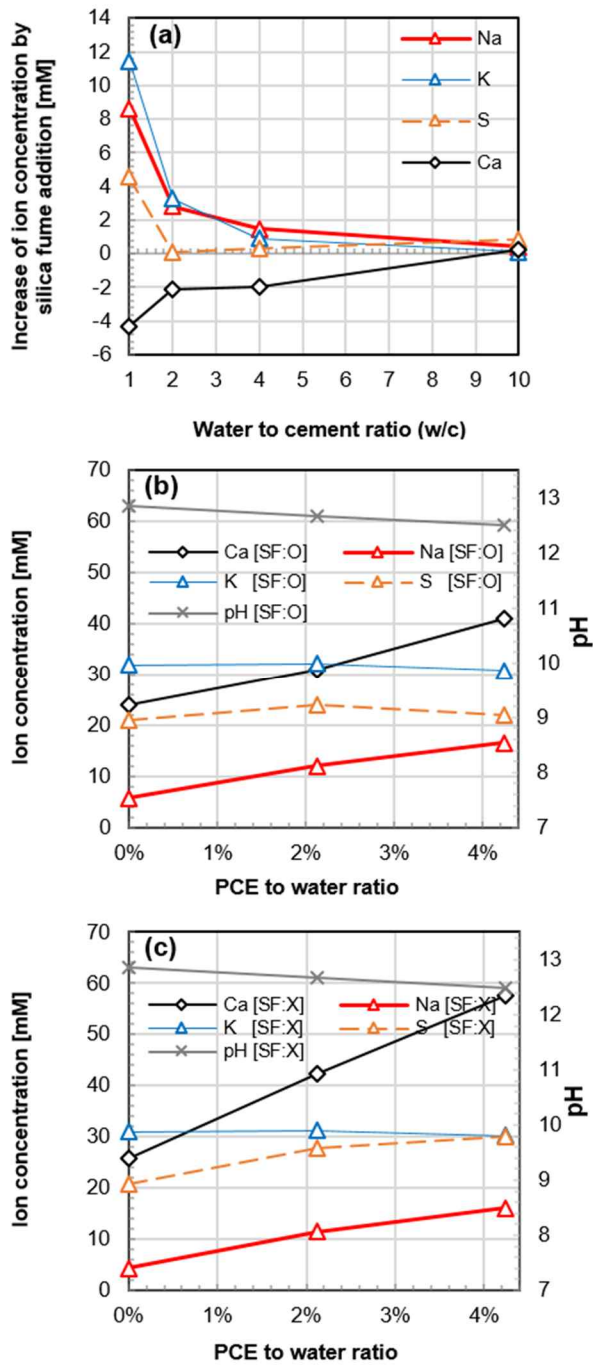 (a)
Increase of ion concentration by
silica fume addition [mM]
14
12
10
8
6
4
2
0
-2
-4
-6
Na
K
S
Ca
1 2 3 4 5 6 7 8 9 10
Water to cement ratio (w/c)
(b)
Ion concentration [mM]
70
60
50
40
30
20
10
0
Ca [SF:O] Na [SF:O]
K [SF:O] S [SF:O]
pH [SF:O]
13
12
11
10
9
8
7
pH
0% 1% 2% 3% 4%
PCE to water ratio
(c)
Ion concentration [mM]
70
60
50
40
30
20
10
0
Ca [SF:X] Na [SF:X]
K [SF:X] S [SF:X]
pH [SF:X]
13
12
11
10
9
8
7
pH
0% 1% 2% 3% 4%
PCE to water ratio